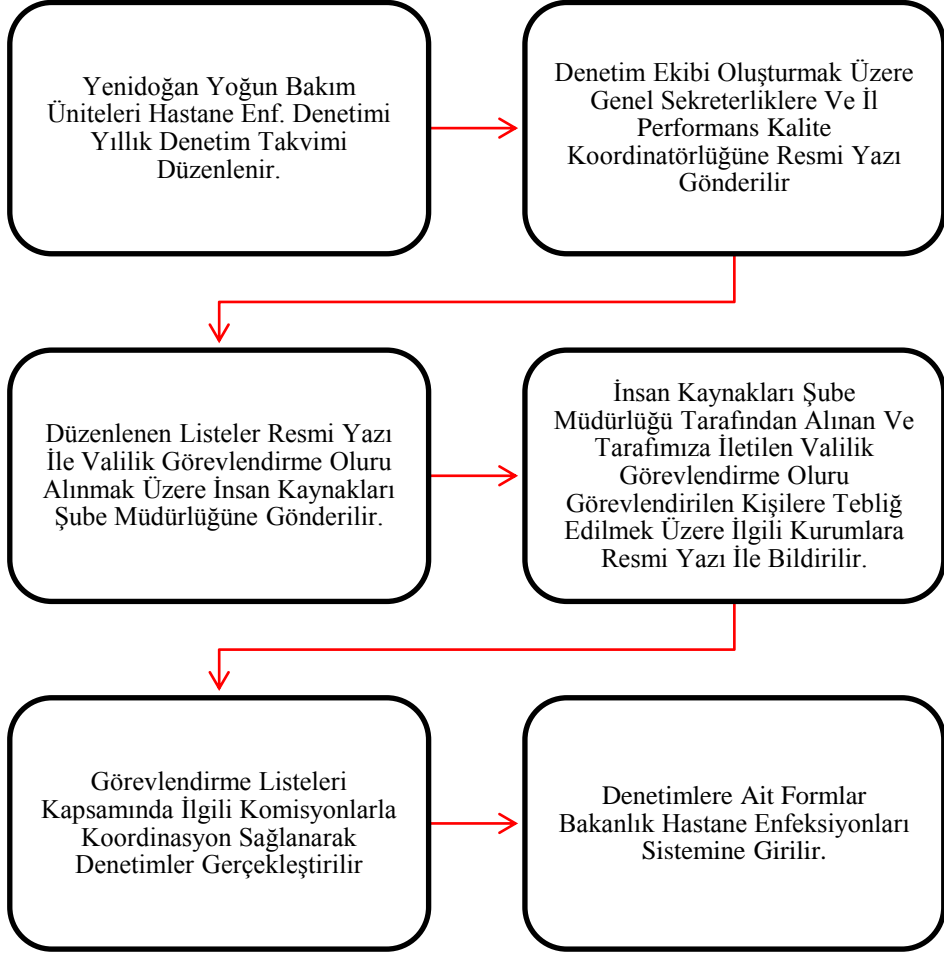 Yenidoğan Yoğun Bakım
Üniteleri Hastane Enf. Denetimi
Yıllık Denetim Takvimi
Düzenlenir.
Denetim Ekibi Oluşturmak Üzere
Genel Sekreterliklere Ve İl
Performans Kalite
Koordinatörlüğüne Resmi Yazı
Gönderilir
Düzenlenen Listeler Resmi Yazı
İle Valilik Görevlendirme Oluru
Alınmak Üzere İnsan Kaynakları
Şube Müdürlüğüne Gönderilir.
İnsan Kaynakları Şube
Müdürlüğü Tarafından Alınan Ve
Tarafımıza İletilen Valilik
Görevlendirme Oluru
Görevlendirilen Kişilere Tebliğ
Edilmek Üzere İlgili Kurumlara
Resmi Yazı İle Bildirilir.
Görevlendirme Listeleri
Kapsamında İlgili Komisyonlarla
Koordinasyon Sağlanarak
Denetimler Gerçekleştirilir
Denetimlere Ait Formlar
Bakanlık Hastane Enfeksiyonları
Sistemine Girilir.